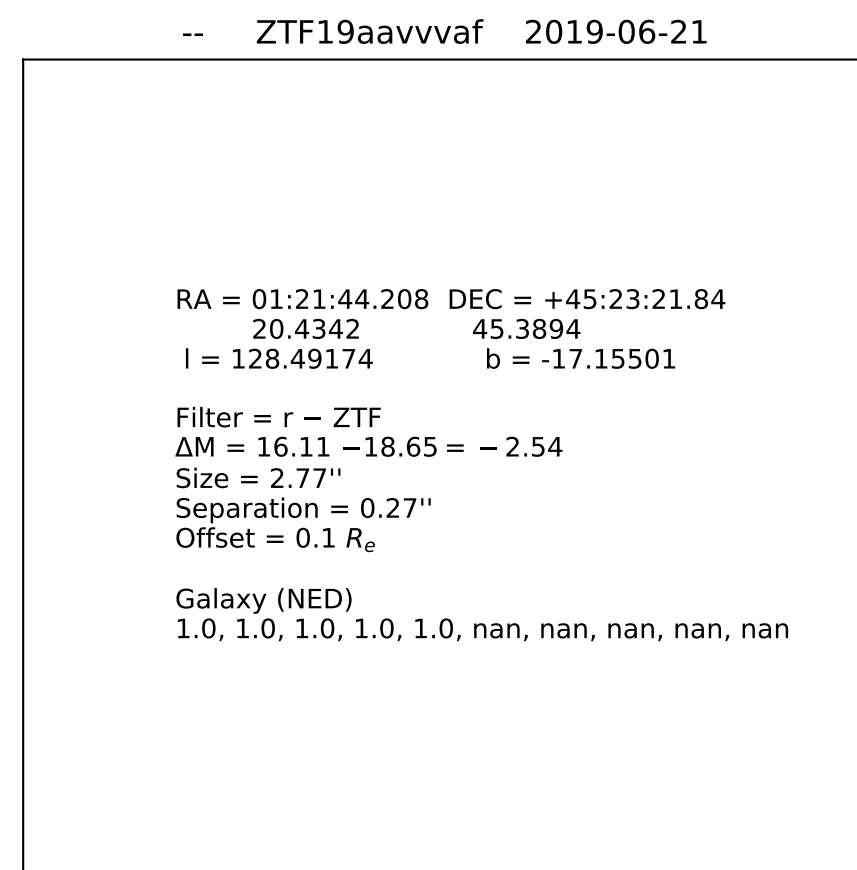 -- ZTF19aavvvaf 2019-06-21
RA = 01:21:44.208 DEC = +45:23:21.84
20.4342 45.3894
l = 128.49174 b = -17.15501
Filter = r − ZTF
ΔM = 16.11 −18.65 = − 2.54
Size = 2.77''
Separation = 0.27''
Offset = 0.1 Re
Galaxy (NED)
1.0, 1.0, 1.0, 1.0, 1.0, nan, nan, nan, nan, nan